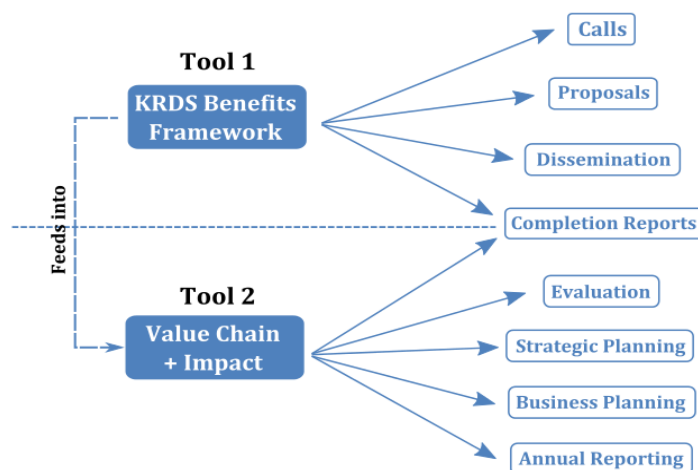 Calls
Tool 1
KRDS Benefits
Framework
Proposals
Dissemination
Completion Reports
Feeds into
Tool 2
Value Chain
+ Impact
Evaluation
Strategic Planning
Business Planning
Annual Reporting